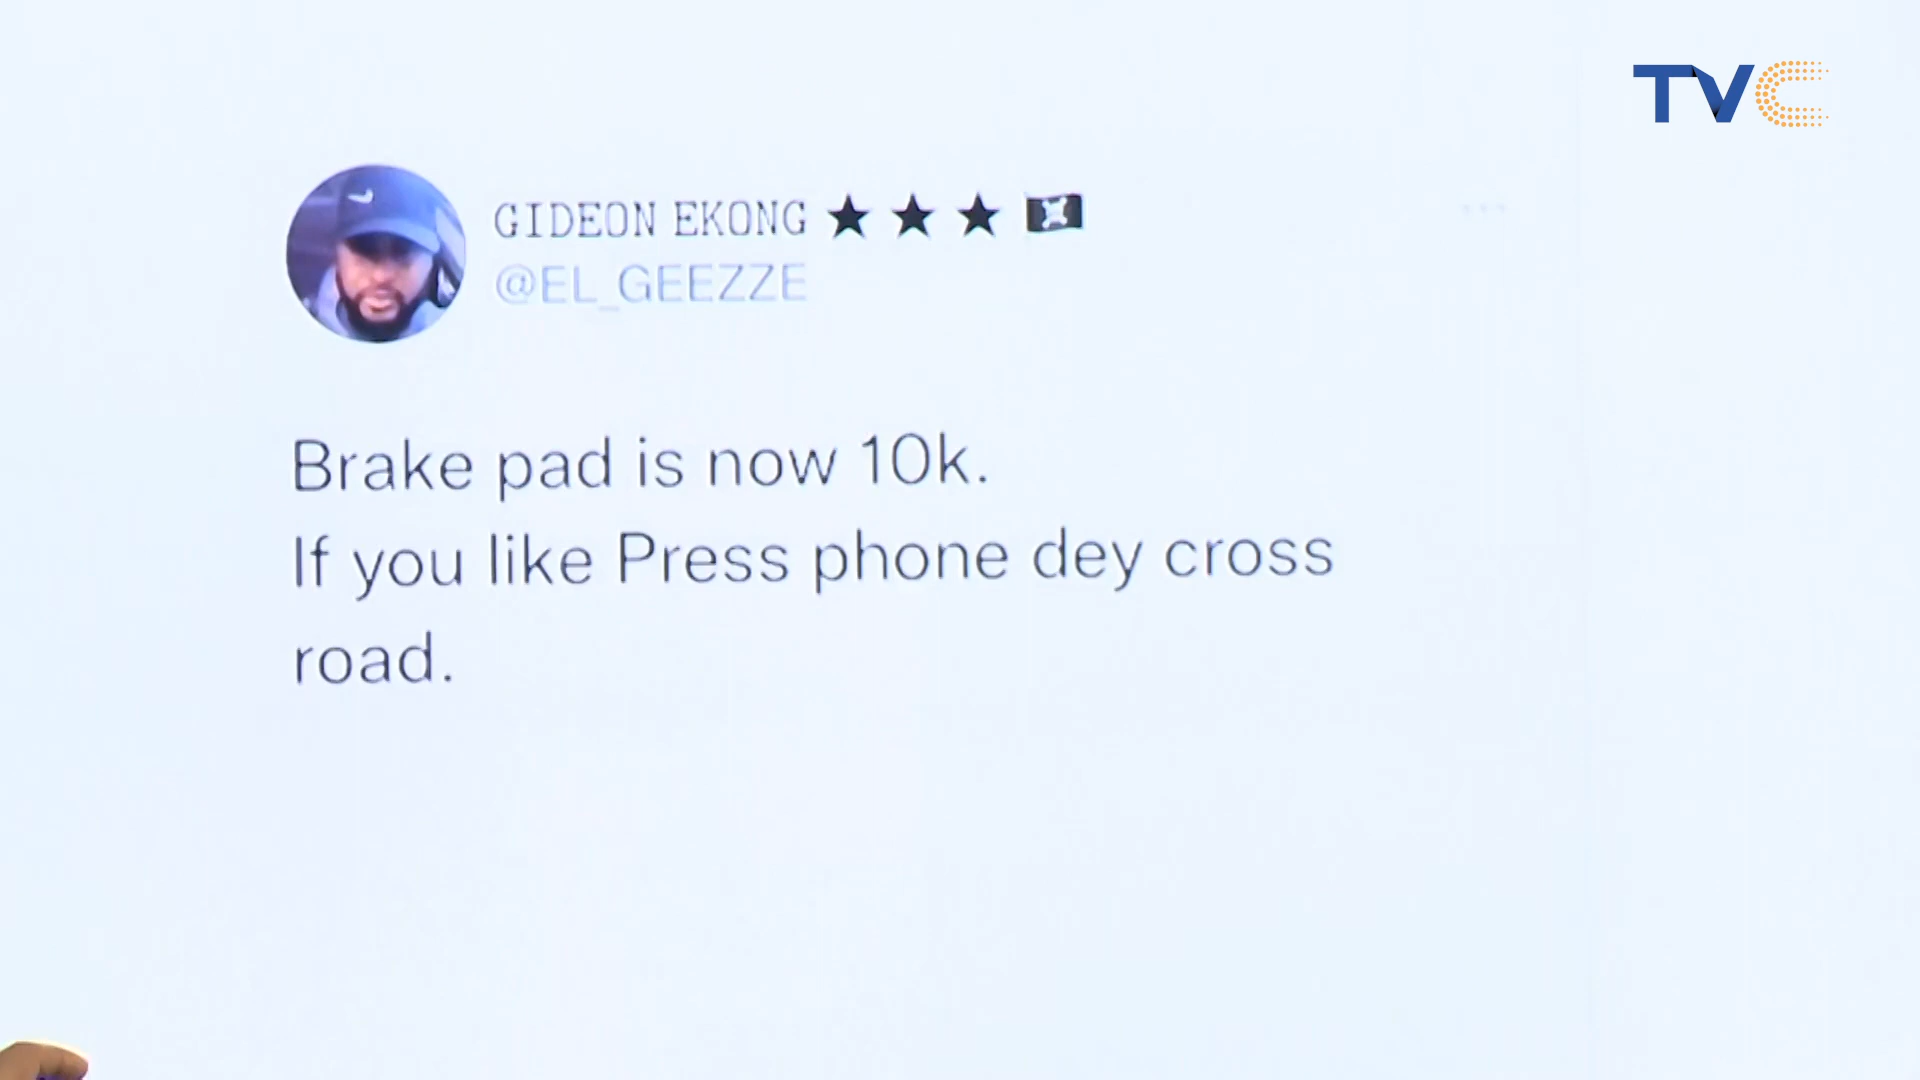 TVC
GIDEON EKONG ★ ★ ★ 🏴‍☠️
@EL_GEEZZE
Brake pad is now 10k.
If you like Press phone dey cross
road.